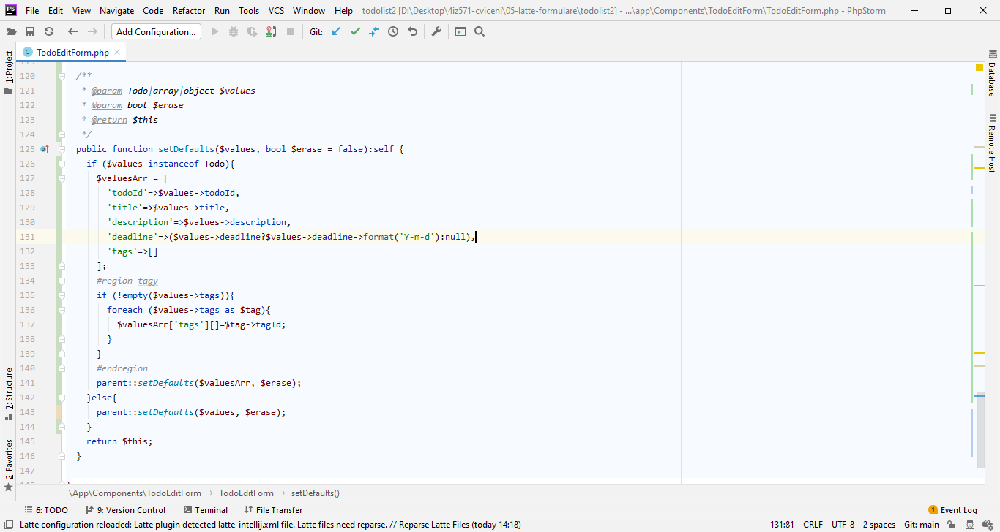 File Edit View Navigate Code Refactor Run Tools VCS Window Help todolist2 [D:\Desktop\4iz571-cviceni\05-latte-formulare\todolist2] - ...\app\Components\TodoEditForm\TodoEditForm.php - PhpStorm
Add Configuration... Git:
TodoEditForm.php
1: Project
7: Structure
2: Favorites
Database
Remote Host
120 /**
121 * @param Todo|array|object $values
122 * @param bool $erase
123 * @return $this
124 */
125 public function setDefaults($values, bool $erase = false):self {
126 if ($values instanceof Todo){
127 $valuesArr = [
128 'todoId'=>$values->todoId,
129 'title'=>$values->title,
130 'description'=>$values->description,
131 'deadline'=>($values->deadline?$values->deadline->format('Y-m-d'):null),
132 'tags'=>[]
133 ];
134 #region tagy
135 if (!empty($values->tags)){
136 foreach ($values->tags as $tag){
137 $valuesArr['tags'][]=$tag->tagId;
138 }
139 }
140 #endregion
141 parent::setDefaults($valuesArr, $erase);
142 }else{
143 parent::setDefaults($values, $erase);
144 }
145 return $this;
146 }
147
\App\Components\TodoEditForm › TodoEditForm › setDefaults()
6: TODO 9: Version Control Terminal File Transfer 1 Event Log
Latte configuration reloaded: Latte plugin detected latte-intellij.xml file. Latte files need reparse. // Reparse Latte Files (today 14:18) 131:81 CRLF UTF-8 2 spaces Git: main